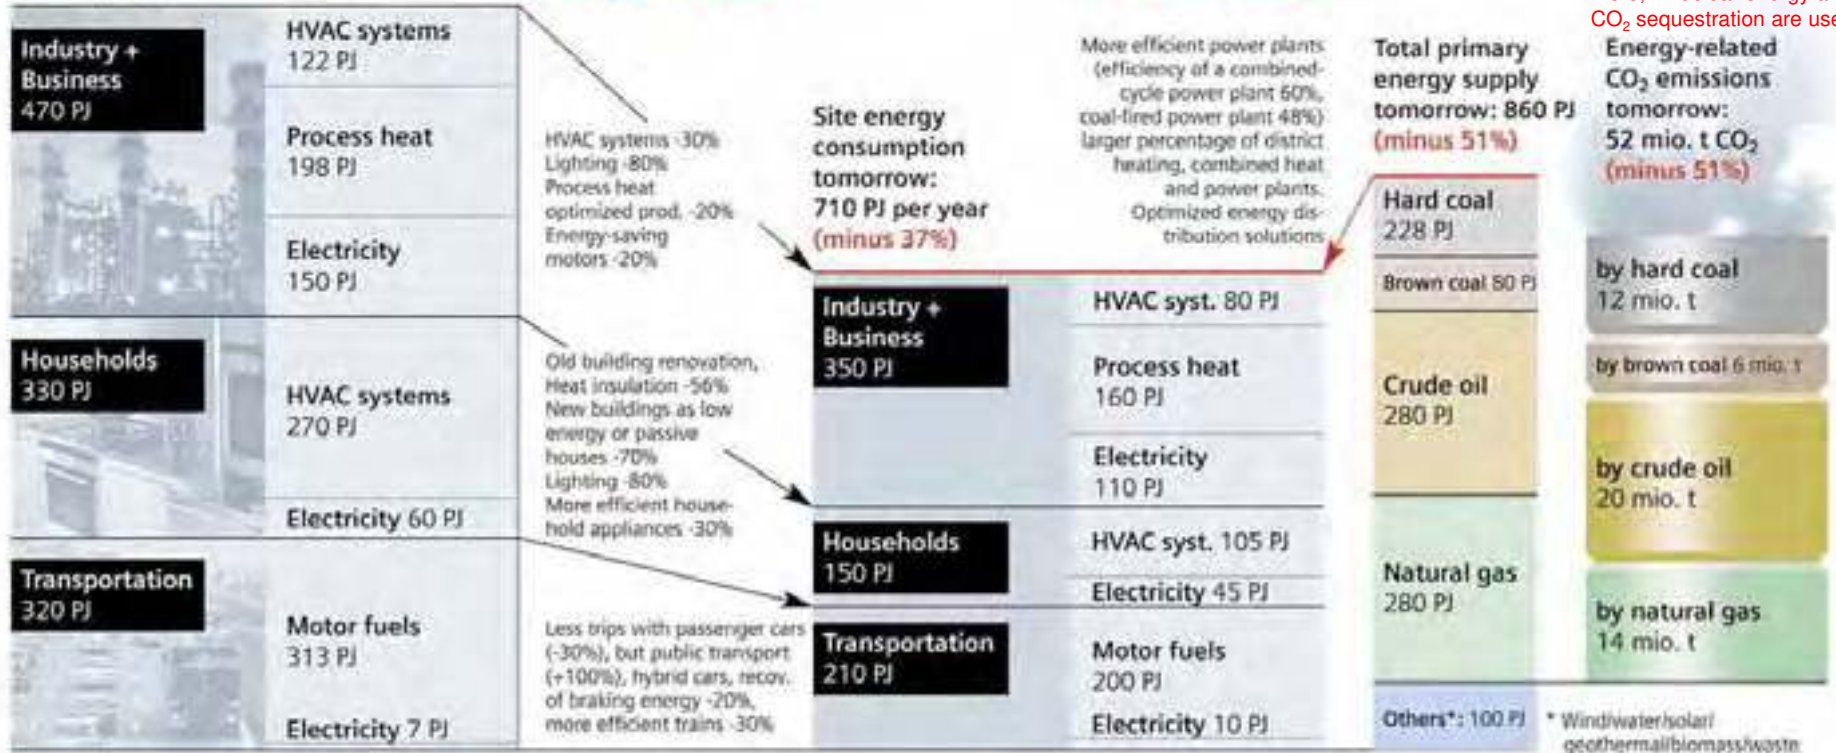 CO₂ sequestration are use
Industry +
Business
470 PJ
HVAC systems
122 PJ
Process heat
198 PJ
Electricity
150 PJ
Households
330 PJ
HVAC systems
270 PJ
Electricity 60 PJ
Transportation
320 PJ
Motor fuels
313 PJ
Electricity 7 PJ
HVAC systems -30%
Lighting -80%
Process heat
optimized prod. -20%
Energy-saving
motors -20%
Old building renovation,
Heat insulation -56%
New buildings as low
energy or passive
houses -70%
Lighting -80%
More efficient house-
hold appliances -30%
Less trips with passenger cars
(-30%), but public transport
(+100%), hybrid cars, recov.
of braking energy -20%,
more efficient trains -30%
Site energy
consumption
tomorrow:
710 PJ per year
(minus 37%)
Industry +
Business
350 PJ
HVAC syst. 80 PJ
Process heat
160 PJ
Electricity
110 PJ
Households
150 PJ
HVAC syst. 105 PJ
Electricity 45 PJ
Transportation
210 PJ
Motor fuels
200 PJ
Electricity 10 PJ
More efficient power plants
(efficiency of a combined-
cycle power plant 60%,
coal-fired power plant 48%)
larger percentage of district
heating, combined heat
and power plants.
Optimized energy dis-
tribution solutions
Total primary
energy supply
tomorrow: 860 PJ
(minus 51%)
Hard coal
228 PJ
Brown coal 80 PJ
Crude oil
280 PJ
Natural gas
280 PJ
Others*: 100 PJ
Energy-related
CO₂ emissions
tomorrow:
52 mio. t CO₂
(minus 51%)
by hard coal
12 mio. t
by brown coal 6 mio. t
by crude oil
20 mio. t
by natural gas
14 mio. t
* Wind/water/solar/
geothermal/biomass/waste